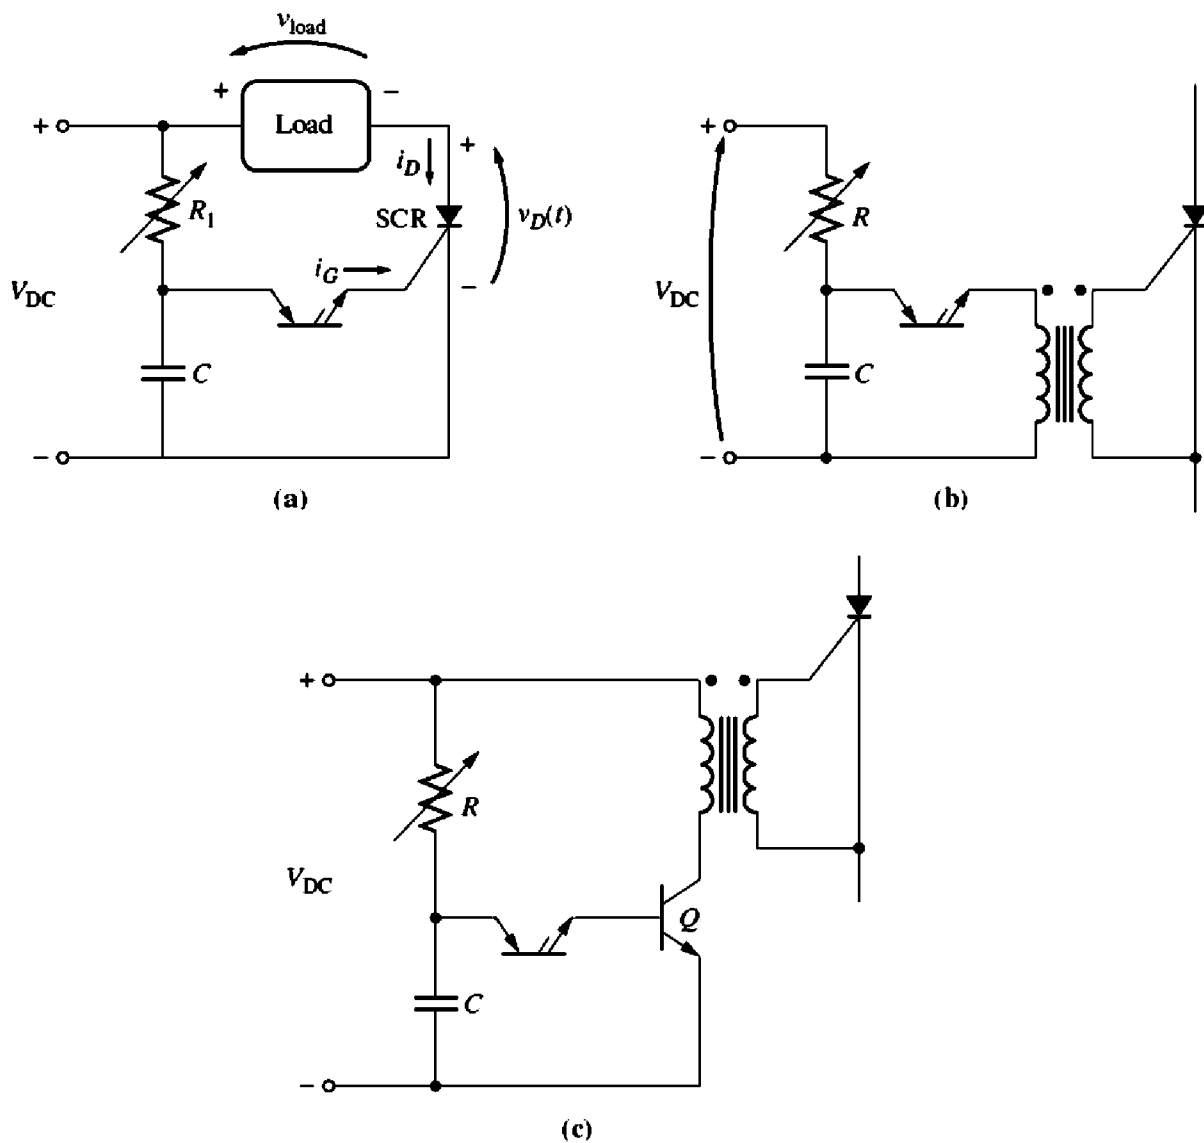 v_load
+ Load −
+
i_D +
R_1 SCR v_D(t)
i_G −
V_DC
C
−
(a)
+
R
V_DC
C
−
(b)
+
R
V_DC
Q
C
−
(c)